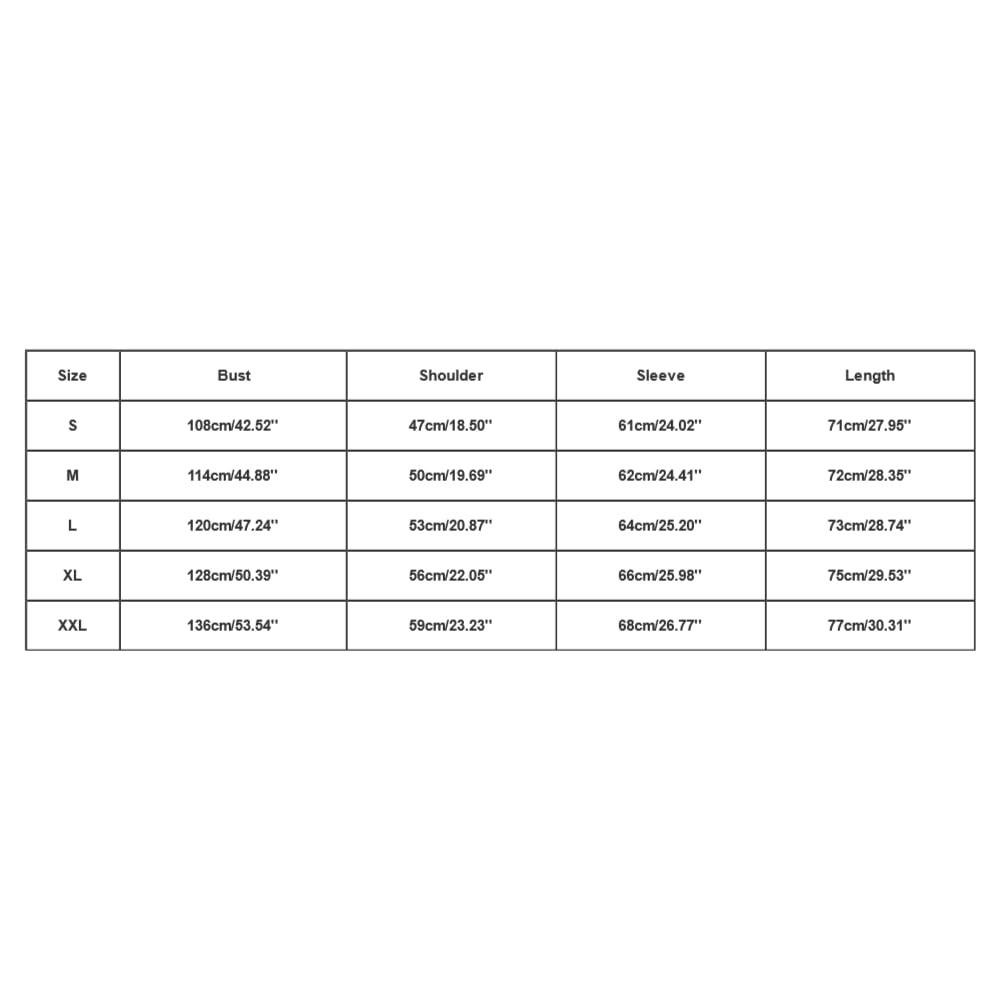 Size Bust Shoulder Sleeve Length
S 108cm/42.52'' 47cm/18.50'' 61cm/24.02'' 71cm/27.95''
M 114cm/44.88'' 50cm/19.69'' 62cm/24.41'' 72cm/28.35''
L 120cm/47.24'' 53cm/20.87'' 64cm/25.20'' 73cm/28.74''
XL 128cm/50.39'' 56cm/22.05'' 66cm/25.98'' 75cm/29.53''
XXL 136cm/53.54'' 59cm/23.23'' 68cm/26.77'' 77cm/30.31''